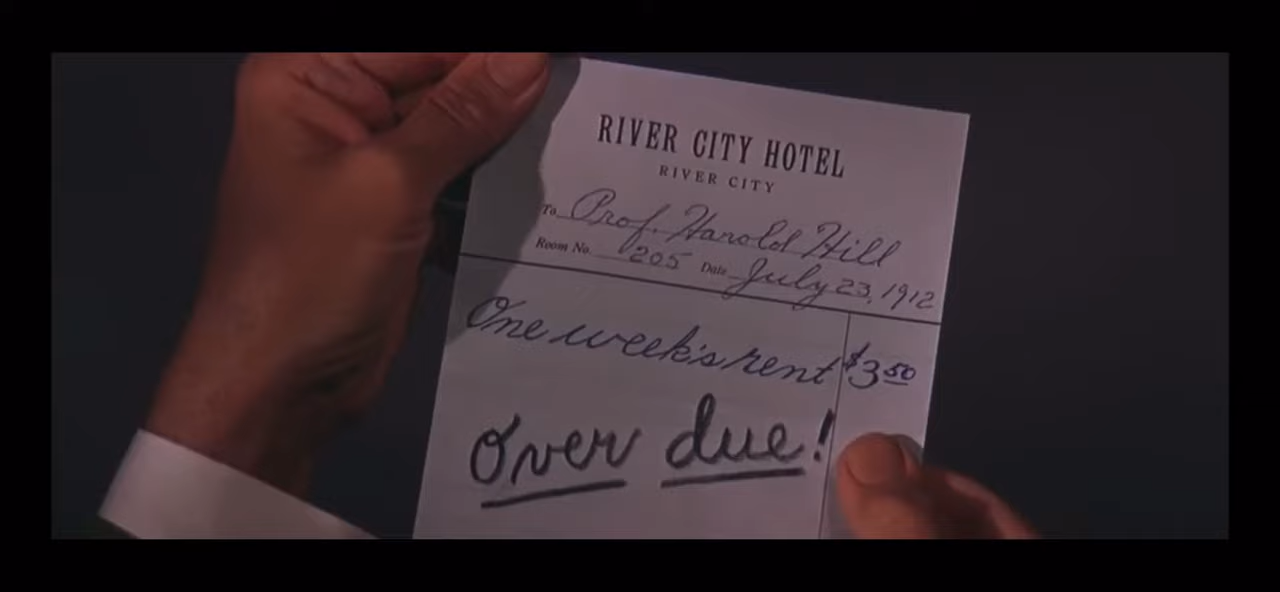 RIVER CITY HOTEL
RIVER CITY
To Prof. Harold Hill
Room No. 205 Date July 23, 1912
One week's rent $3.50
Over due!